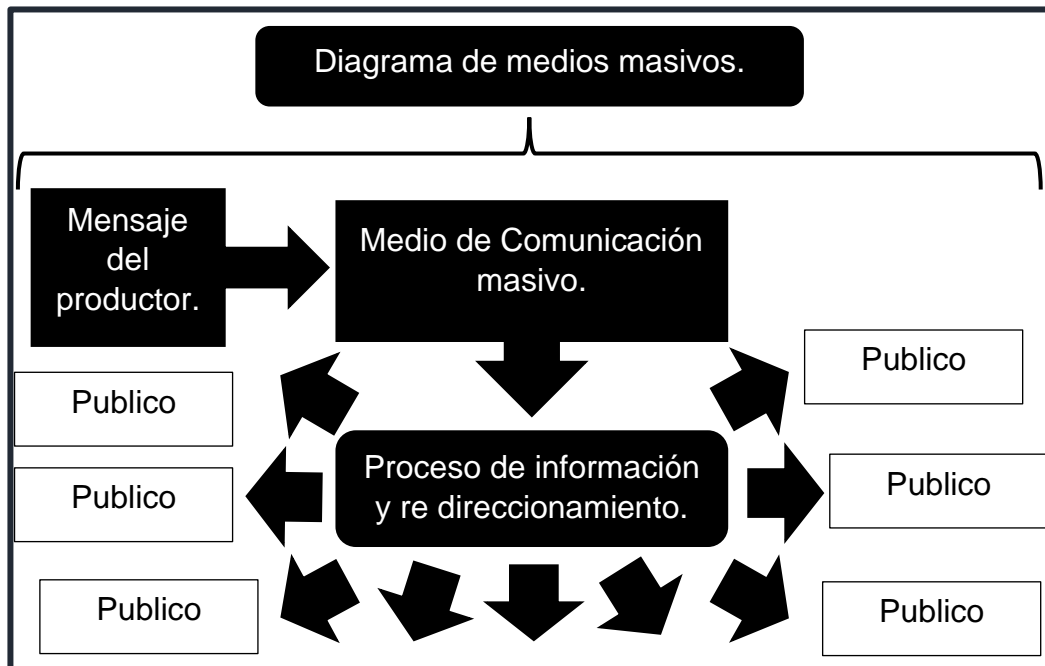 Diagrama de medios masivos.
Mensaje
del
productor.
Medio de Comunicación
masivo.
Publico
Publico
Proceso de información
y re direccionamiento.
Publico
Publico
Publico
Publico